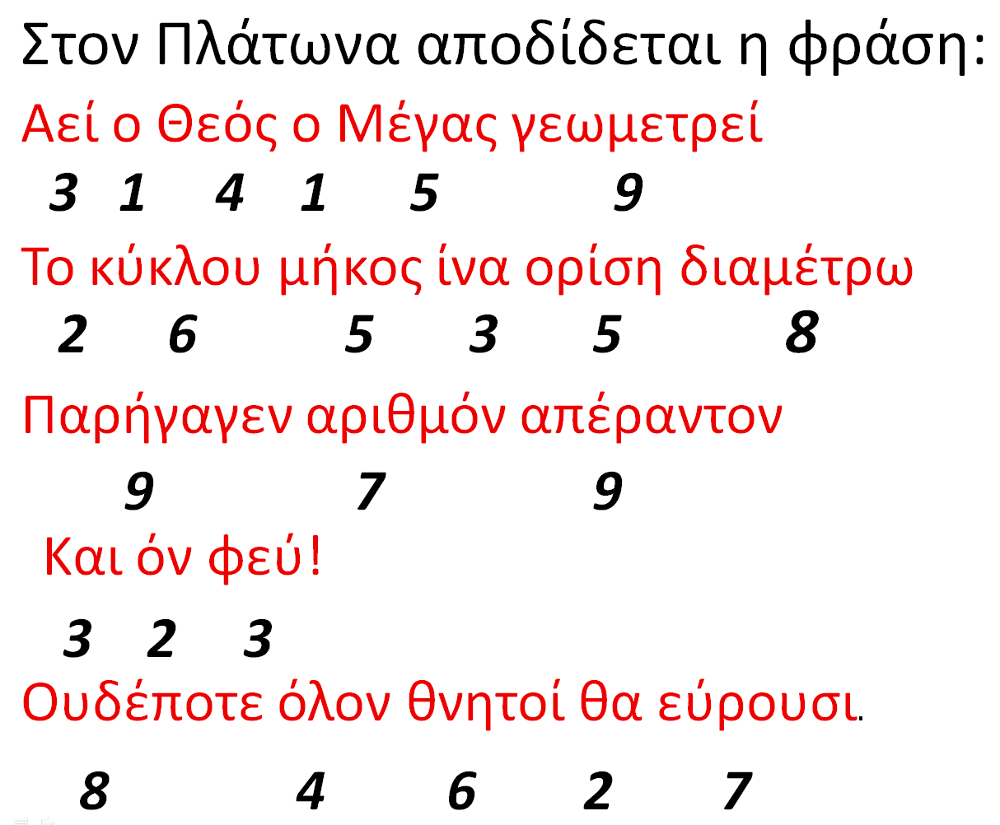 Στον Πλάτωνα αποδίδεται η φράση:
Αεί ο Θεός ο Μέγας γεωμετρεί
3 1 4 1 5 9
Το κύκλου μήκος ίνα ορίση διαμέτρω
2 6 5 3 5 8
Παρήγαγεν αριθμόν απέραντον
9 7 9
Και όν φεύ!
3 2 3
Ουδέποτε όλον θνητοί θα εύρουσι.
8 4 6 2 7